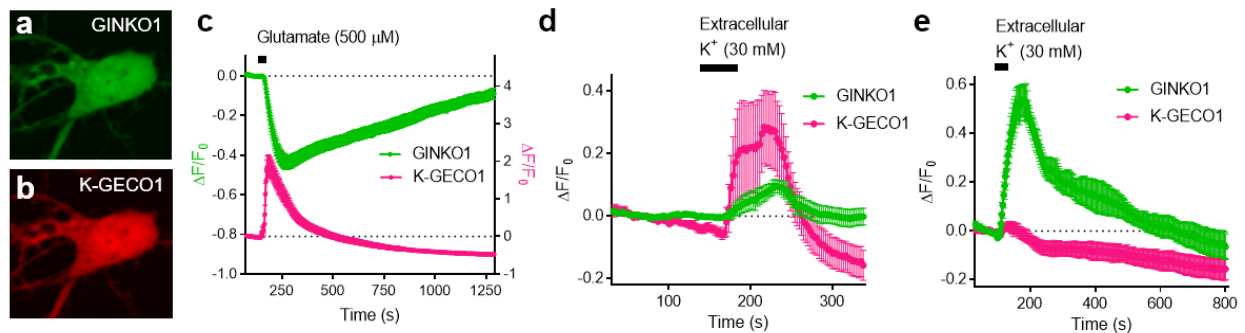 a
GINKO1
b
K-GECO1
c
Glutamate (500 μM)
0.0
-0.2
-0.4
-0.6
-0.8
-1.0
ΔF/F0
4
3
2
1
0
-1
ΔF/F0
GINKO1
K-GECO1
250 500 750 1000 1250
Time (s)
d
Extracellular
K+ (30 mM)
GINKO1
K-GECO1
0.4
0.2
0.0
-0.2
ΔF/F0
100 200 300
Time (s)
e
Extracellular
K+ (30 mM)
GINKO1
K-GECO1
0.6
0.4
0.2
0.0
-0.2
ΔF/F0
200 400 600 800
Time (s)